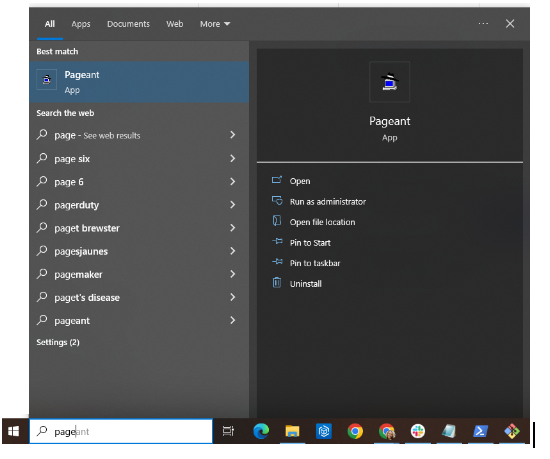 All Apps Documents Web More
Best match
Pageant
App
Search the web
page - See web results
page six
page 6
pagerduty
paget brewster
pagesjaunes
pagemaker
paget's disease
pageant
Settings (2)
Pageant
App
Open
Run as administrator
Open file location
Pin to Start
Pin to taskbar
Uninstall
pageant